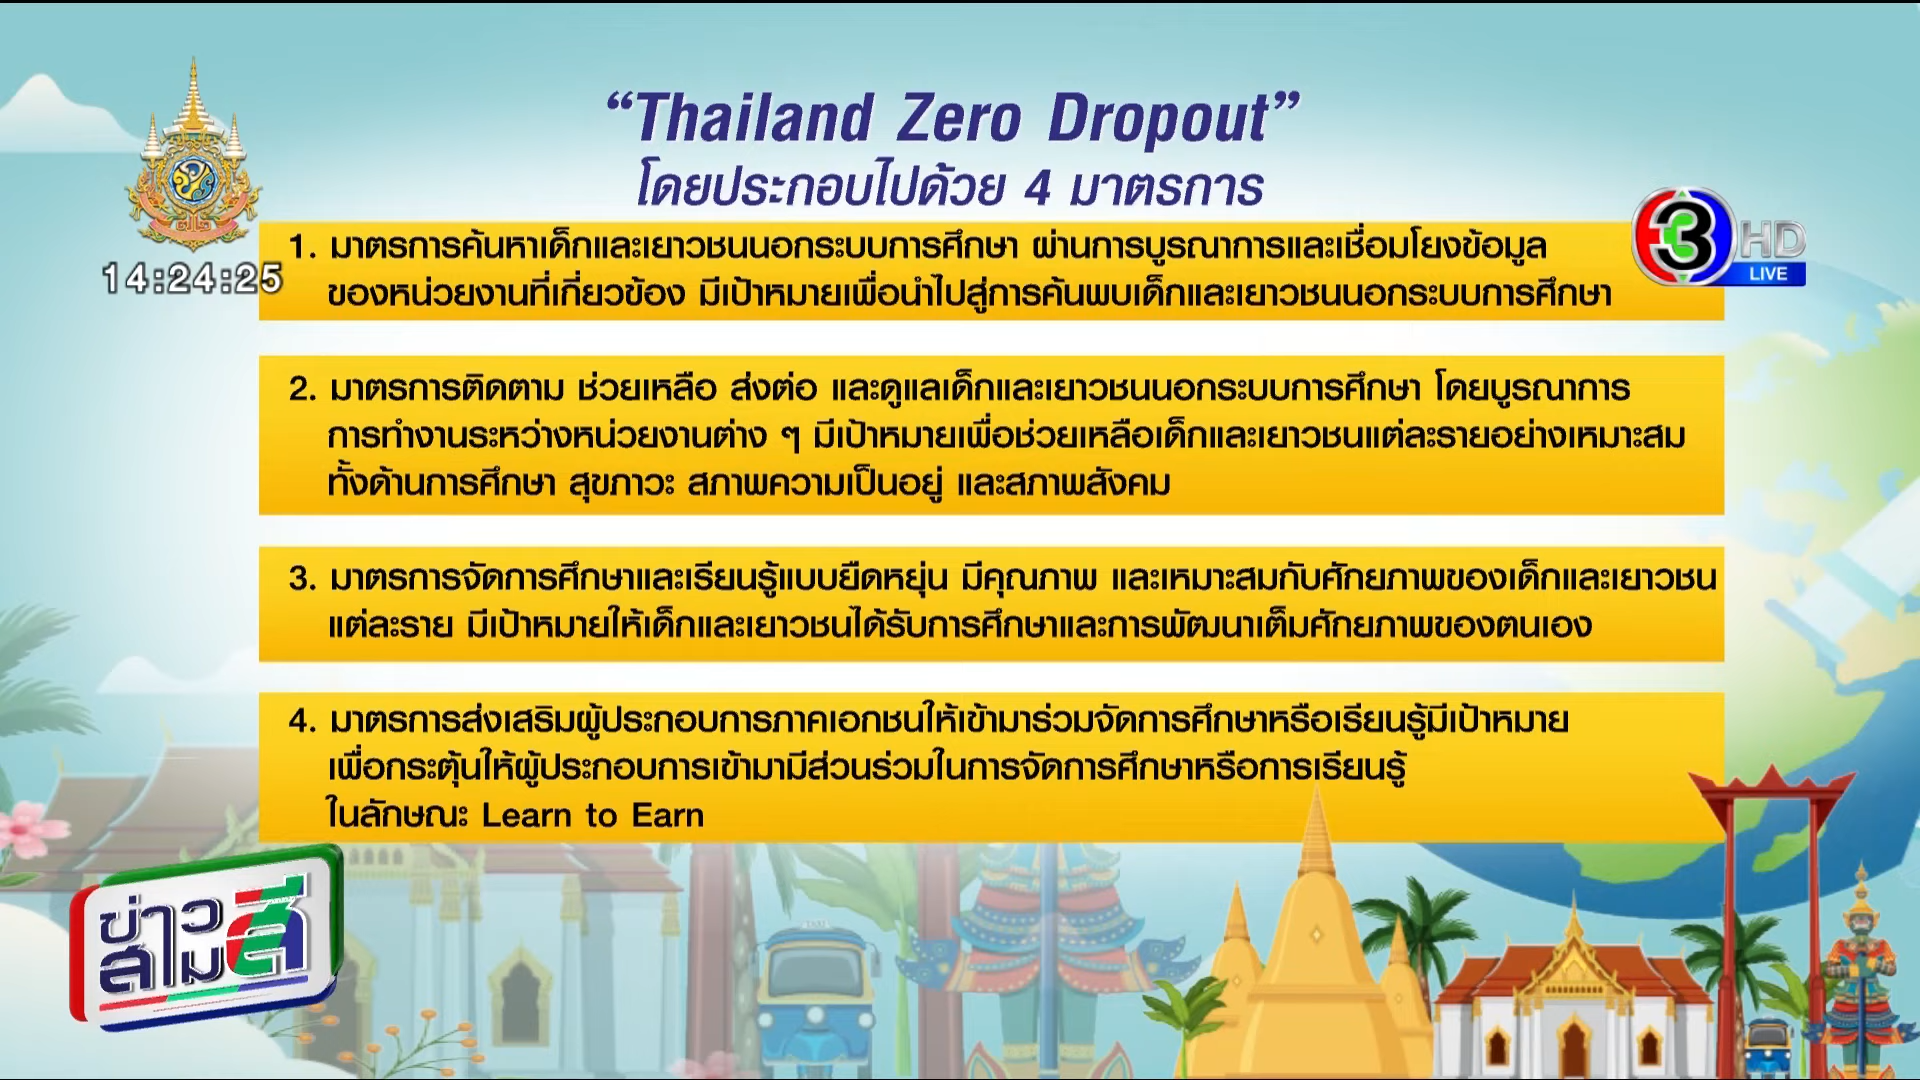 “Thailand Zero Dropout”
โดยประกอบไปด้วย 4 มาตรการ
14:24:25
3 HD
LIVE
1. มาตรการค้นหาเด็กและเยาวชนนอกระบบการศึกษา ผ่านการบูรณาการและเชื่อมโยงข้อมูล
ของหน่วยงานที่เกี่ยวข้อง มีเป้าหมายเพื่อนำไปสู่การค้นพบเด็กและเยาวชนนอกระบบการศึกษา
2. มาตรการติดตาม ช่วยเหลือ ส่งต่อ และดูแลเด็กและเยาวชนนอกระบบการศึกษา โดยบูรณาการ
การทำงานระหว่างหน่วยงานต่าง ๆ มีเป้าหมายเพื่อช่วยเหลือเด็กและเยาวชนแต่ละรายอย่างเหมาะสม
ทั้งด้านการศึกษา สุขภาวะ สภาพความเป็นอยู่ และสภาพสังคม
3. มาตรการจัดการศึกษาและเรียนรู้แบบยืดหยุ่น มีคุณภาพ และเหมาะสมกับศักยภาพของเด็กและเยาวชน
แต่ละราย มีเป้าหมายให้เด็กและเยาวชนได้รับการศึกษาและการพัฒนาเต็มศักยภาพของตนเอง
4. มาตรการส่งเสริมผู้ประกอบการภาคเอกชนให้เข้ามาร่วมจัดการศึกษาหรือเรียนรู้มีเป้าหมาย
เพื่อกระตุ้นให้ผู้ประกอบการเข้ามามีส่วนร่วมในการจัดการศึกษาหรือการเรียนรู้
ในลักษณะ Learn to Earn
ข่าว
สามสี
TAXI